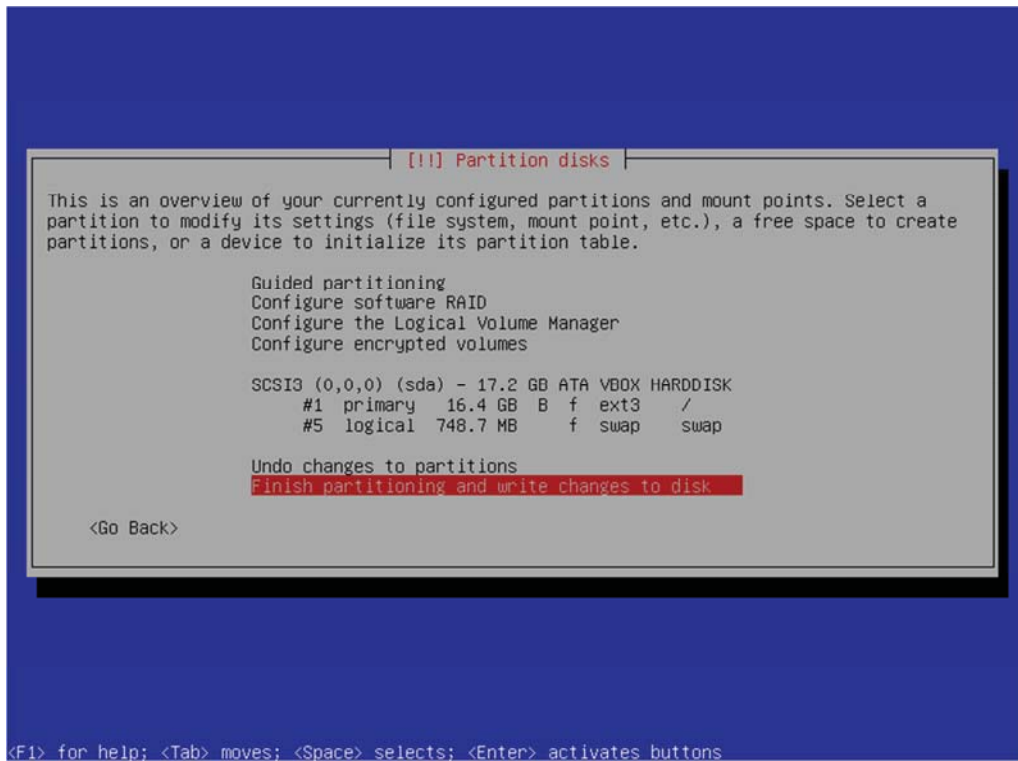 [!!] Partition disks
This is an overview of your currently configured partitions and mount points. Select a
partition to modify its settings (file system, mount point, etc.), a free space to create
partitions, or a device to initialize its partition table.
Guided partitioning
Configure software RAID
Configure the Logical Volume Manager
Configure encrypted volumes
SCSI3 (0,0,0) (sda) - 17.2 GB ATA VBOX HARDDISK
#1 primary 16.4 GB B f ext3 /
#5 logical 748.7 MB f swap swap
Undo changes to partitions
Finish partitioning and write changes to disk
<Go Back>
<F1> for help; <Tab> moves; <Space> selects; <Enter> activates buttons